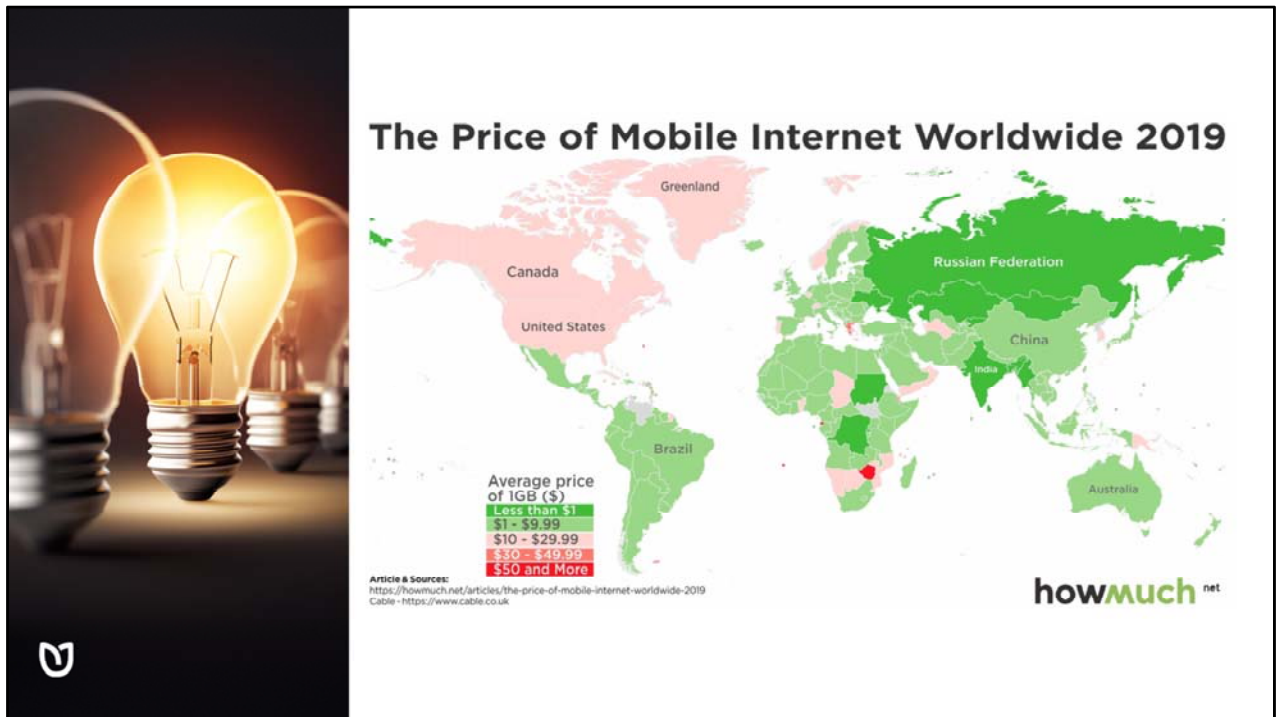 The Price of Mobile Internet Worldwide 2019
Greenland
Canada
Russian Federation
United States
China
India
Brazil
Australia
Average price
of 1GB ($)
Less than $1
$1 - $9.99
$10 - $29.99
$30 - $49.99
$50 and More
Article & Sources:
https://howmuch.net/articles/the-price-of-mobile-internet-worldwide-2019
Cable - https://www.cable.co.uk
howmuch net